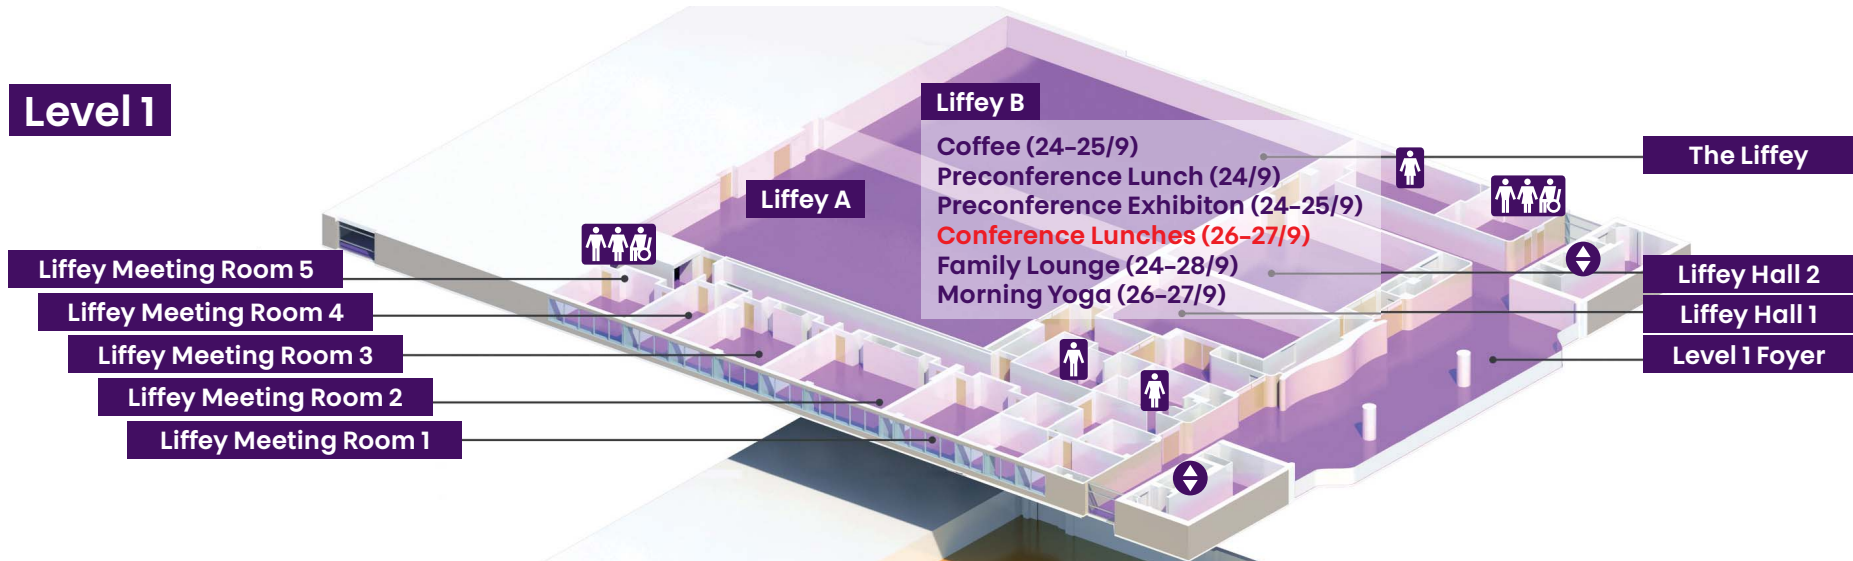 Level 1
Liffey B
Coffee (24-25/9)
Preconference Lunch (24/9)
Preconference Exhibiton (24-25/9)
Conference Lunches (26-27/9)
Family Lounge (24-28/9)
Morning Yoga (26-27/9)
Liffey A
The Liffey
Liffey Hall 2
Liffey Hall 1
Level 1 Foyer
Liffey Meeting Room 5
Liffey Meeting Room 4
Liffey Meeting Room 3
Liffey Meeting Room 2
Liffey Meeting Room 1